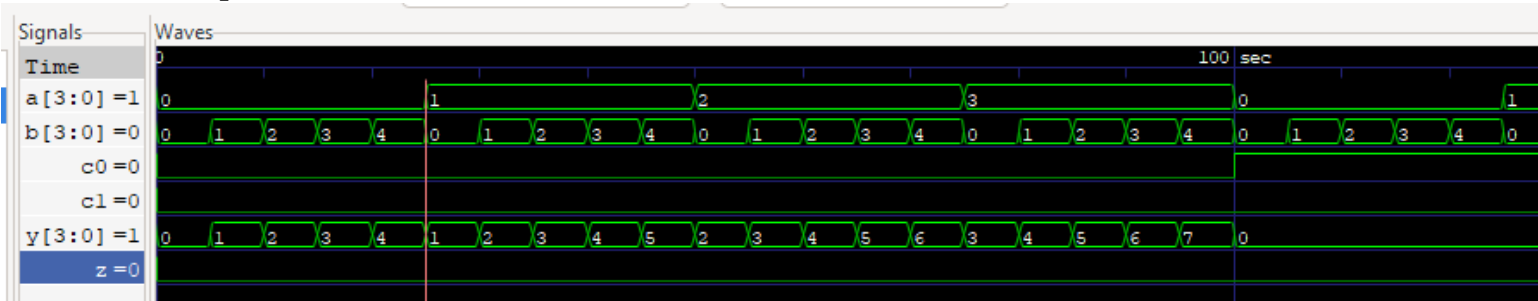 Signals Waves
Time 0 100 sec
a[3:0] =1 0 1 2 3 0 1
b[3:0] =0 0 1 2 3 4 0 1 2 3 4 0 1 2 3 4 0 1 2 3 4 0 1 2 3 4 0
c0 =0
c1 =0
y[3:0] =1 0 1 2 3 4 1 2 3 4 5 2 3 4 5 6 3 4 5 6 7 0
z =0